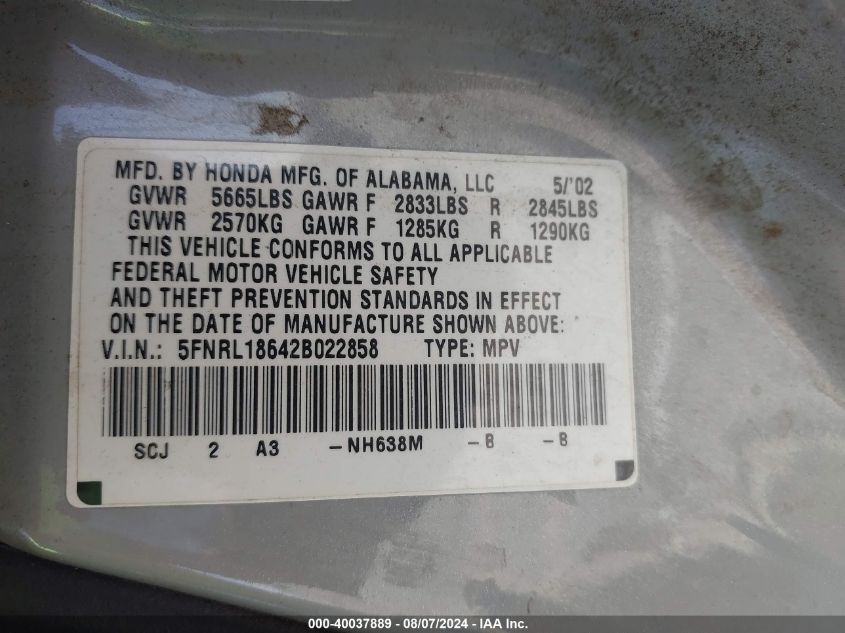 MFD. BY HONDA MFG. OF ALABAMA, LLC 5/'02
GVWR 5665LBS GAWR F 2833LBS R 2845LBS
GVWR 2570KG GAWR F 1285KG R 1290KG
THIS VEHICLE CONFORMS TO ALL APPLICABLE
FEDERAL MOTOR VEHICLE SAFETY
AND THEFT PREVENTION STANDARDS IN EFFECT
ON THE DATE OF MANUFACTURE SHOWN ABOVE:
V.I.N.: 5FNRL18642B022858 TYPE: MPV
SCJ 2 A3 -NH638M -B -B
000-40037889 - 08/07/2024 - IAA Inc.